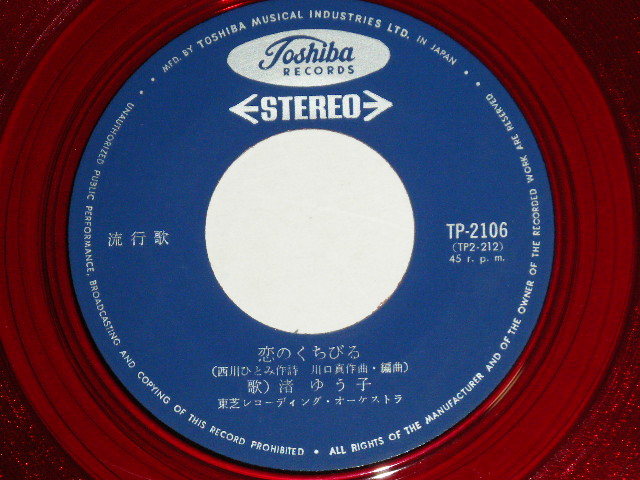 MFD. BY TOSHIBA MUSICAL INDUSTRIES LTD. IN JAPAN
Toshiba
RECORDS
STEREO
流行歌
TP-2106
(TP2-212)
45 r. p. m.
恋のくちびる
(西川ひとみ作詩 川口真作曲・編曲)
歌)渚 ゆう子
東芝レコーディング・オーケストラ
• UNAUTHORIZED PUBLIC PERFORMANCE, BROADCASTING AND COPYING OF THIS RECORD PROHIBITED • ALL RIGHTS OF THE MANUFACTURER AND OF THE OWNER OF THE RECORDED WORK ARE RESERVED